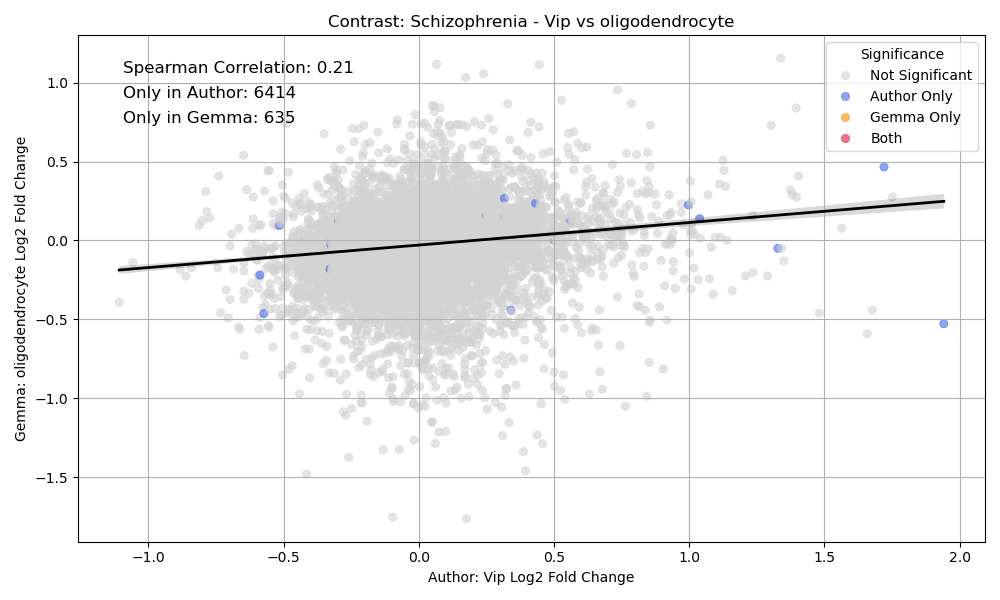 Contrast: Schizophrenia - Vip vs oligodendrocyte
Spearman Correlation: 0.21
Only in Author: 6414
Only in Gemma: 635
Significance
Not Significant
Author Only
Gemma Only
Both
Gemma: oligodendrocyte Log2 Fold Change
1.0
0.5
0.0
−0.5
−1.0
−1.5
−1.0
−0.5
0.0
0.5
1.0
1.5
2.0
Author: Vip Log2 Fold Change